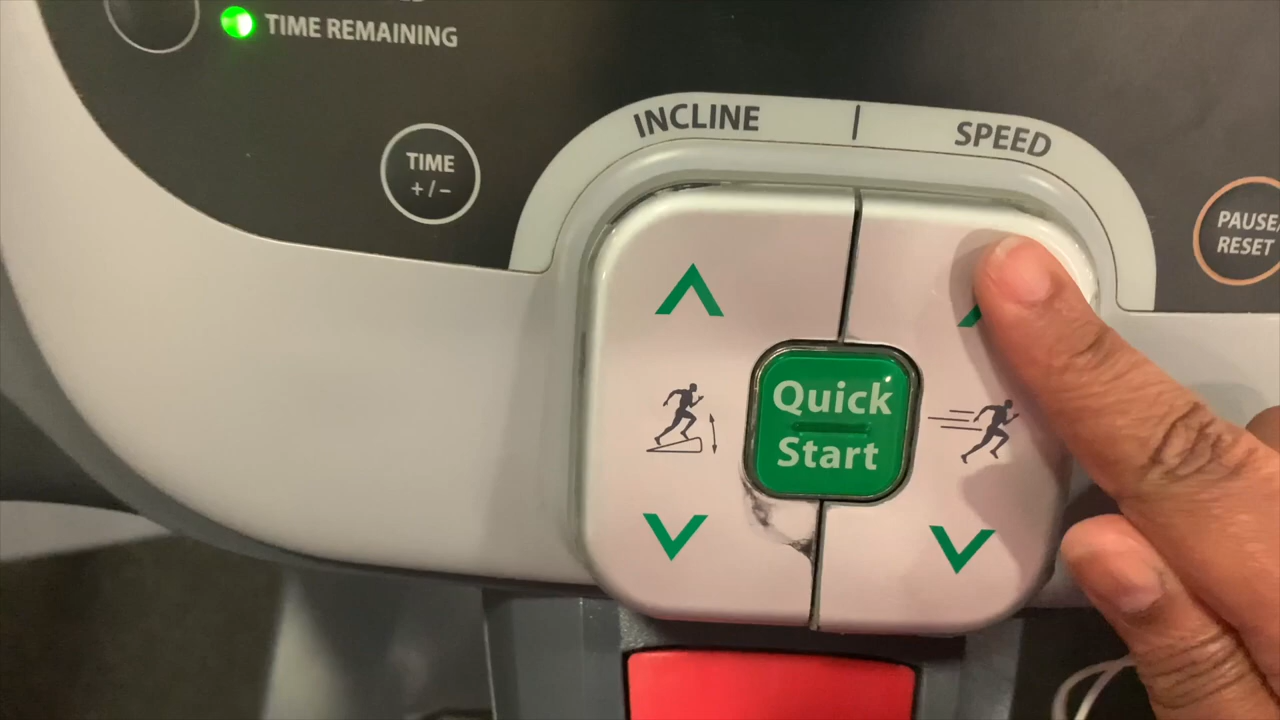 TIME REMAINING
INCLINE | SPEED
TIME
+/−
PAUSE/
RESET
Quick
Start